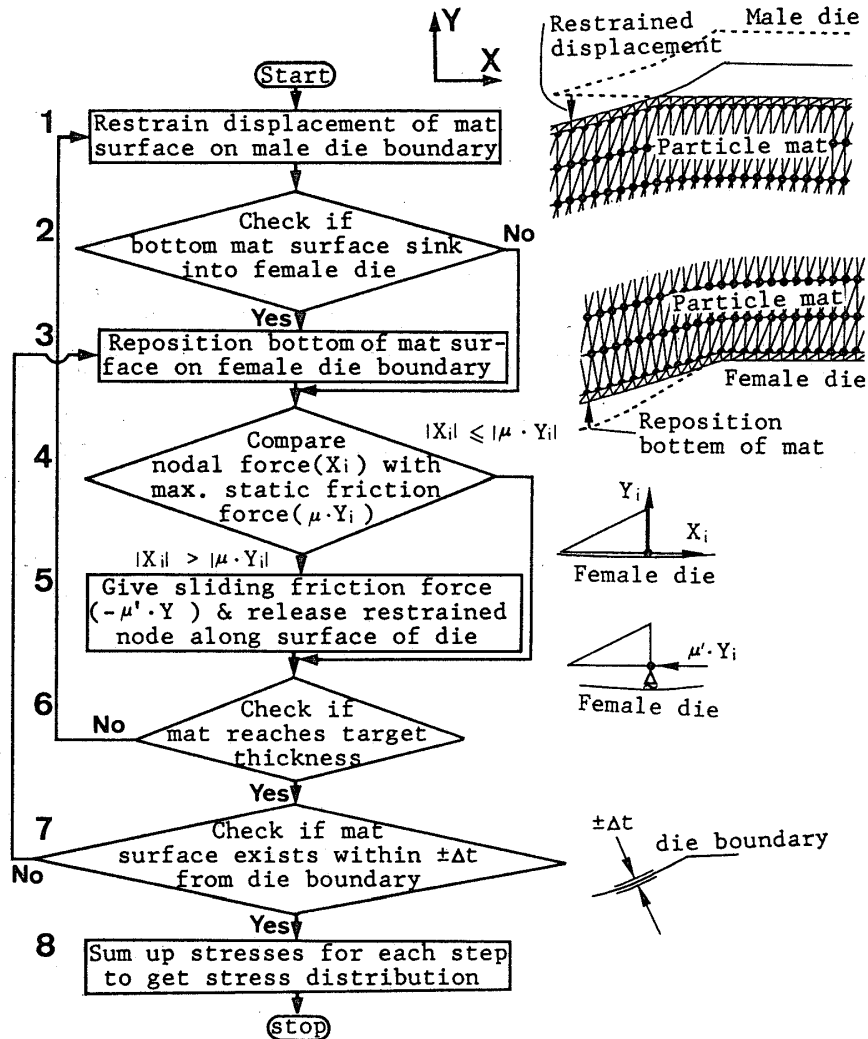 Start
1
Restrain displacement of mat
surface on male die boundary
2
Check if
bottom mat surface sink
into female die
No
Yes
3
Reposition bottom of mat sur-
face on female die boundary
4
Compare
nodal force(Xi) with
max. static friction
force(μ·Yi)
|Xi| ⩽ |μ·Yi|
|Xi| > |μ·Yi|
5
Give sliding friction force
(-μ'·Y ) & release restrained
node along surface of die
6
Check if
mat reaches target
thickness
No
Yes
7
Check if mat
surface exists within ±Δt
from die boundary
No
Yes
8
Sum up stresses for each step
to get stress distribution
stop
Y
X
Restrained
displacement
Male die
Particle mat
Particle mat
Female die
Reposition
bottem of mat
Yi
Xi
Female die
μ'·Yi
Female die
±Δt
die boundary